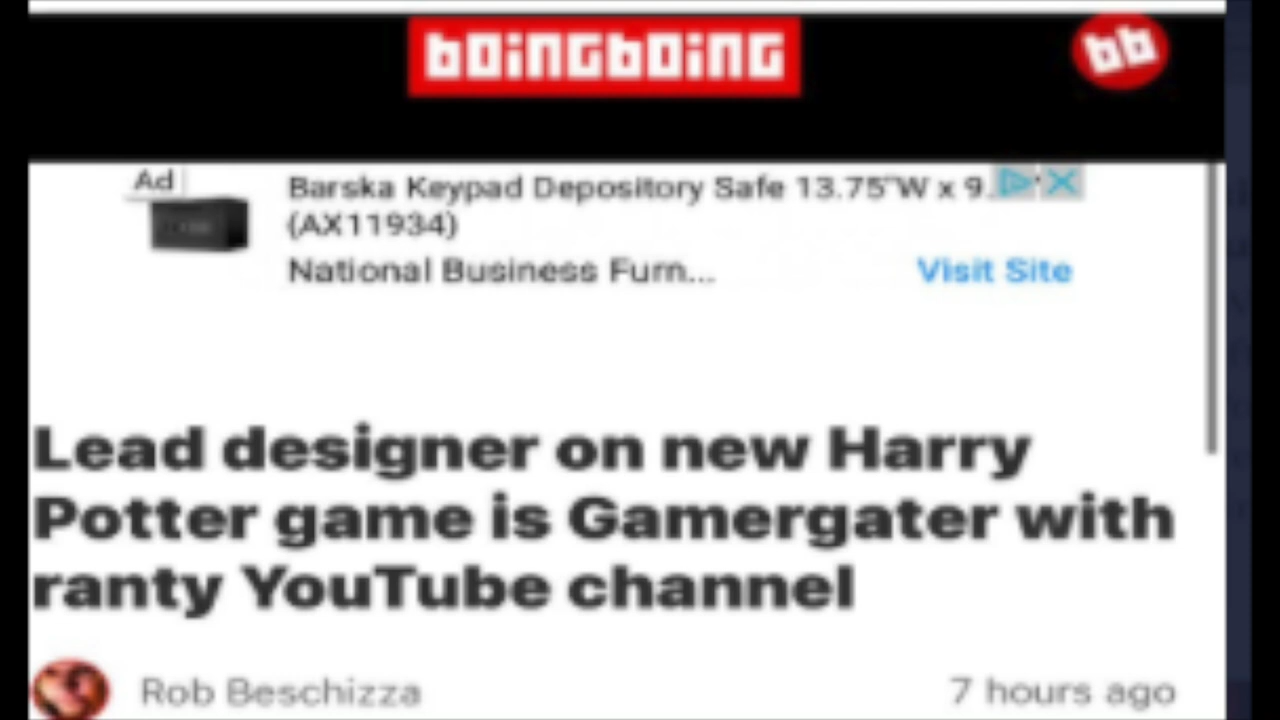 boingboing
bb
Ad
Barska Keypad Depository Safe 13.75"W x 9.
(AX11934)
National Business Furn...
Visit Site
Lead designer on new Harry
Potter game is Gamergater with
ranty YouTube channel
Rob Beschizza
7 hours ago